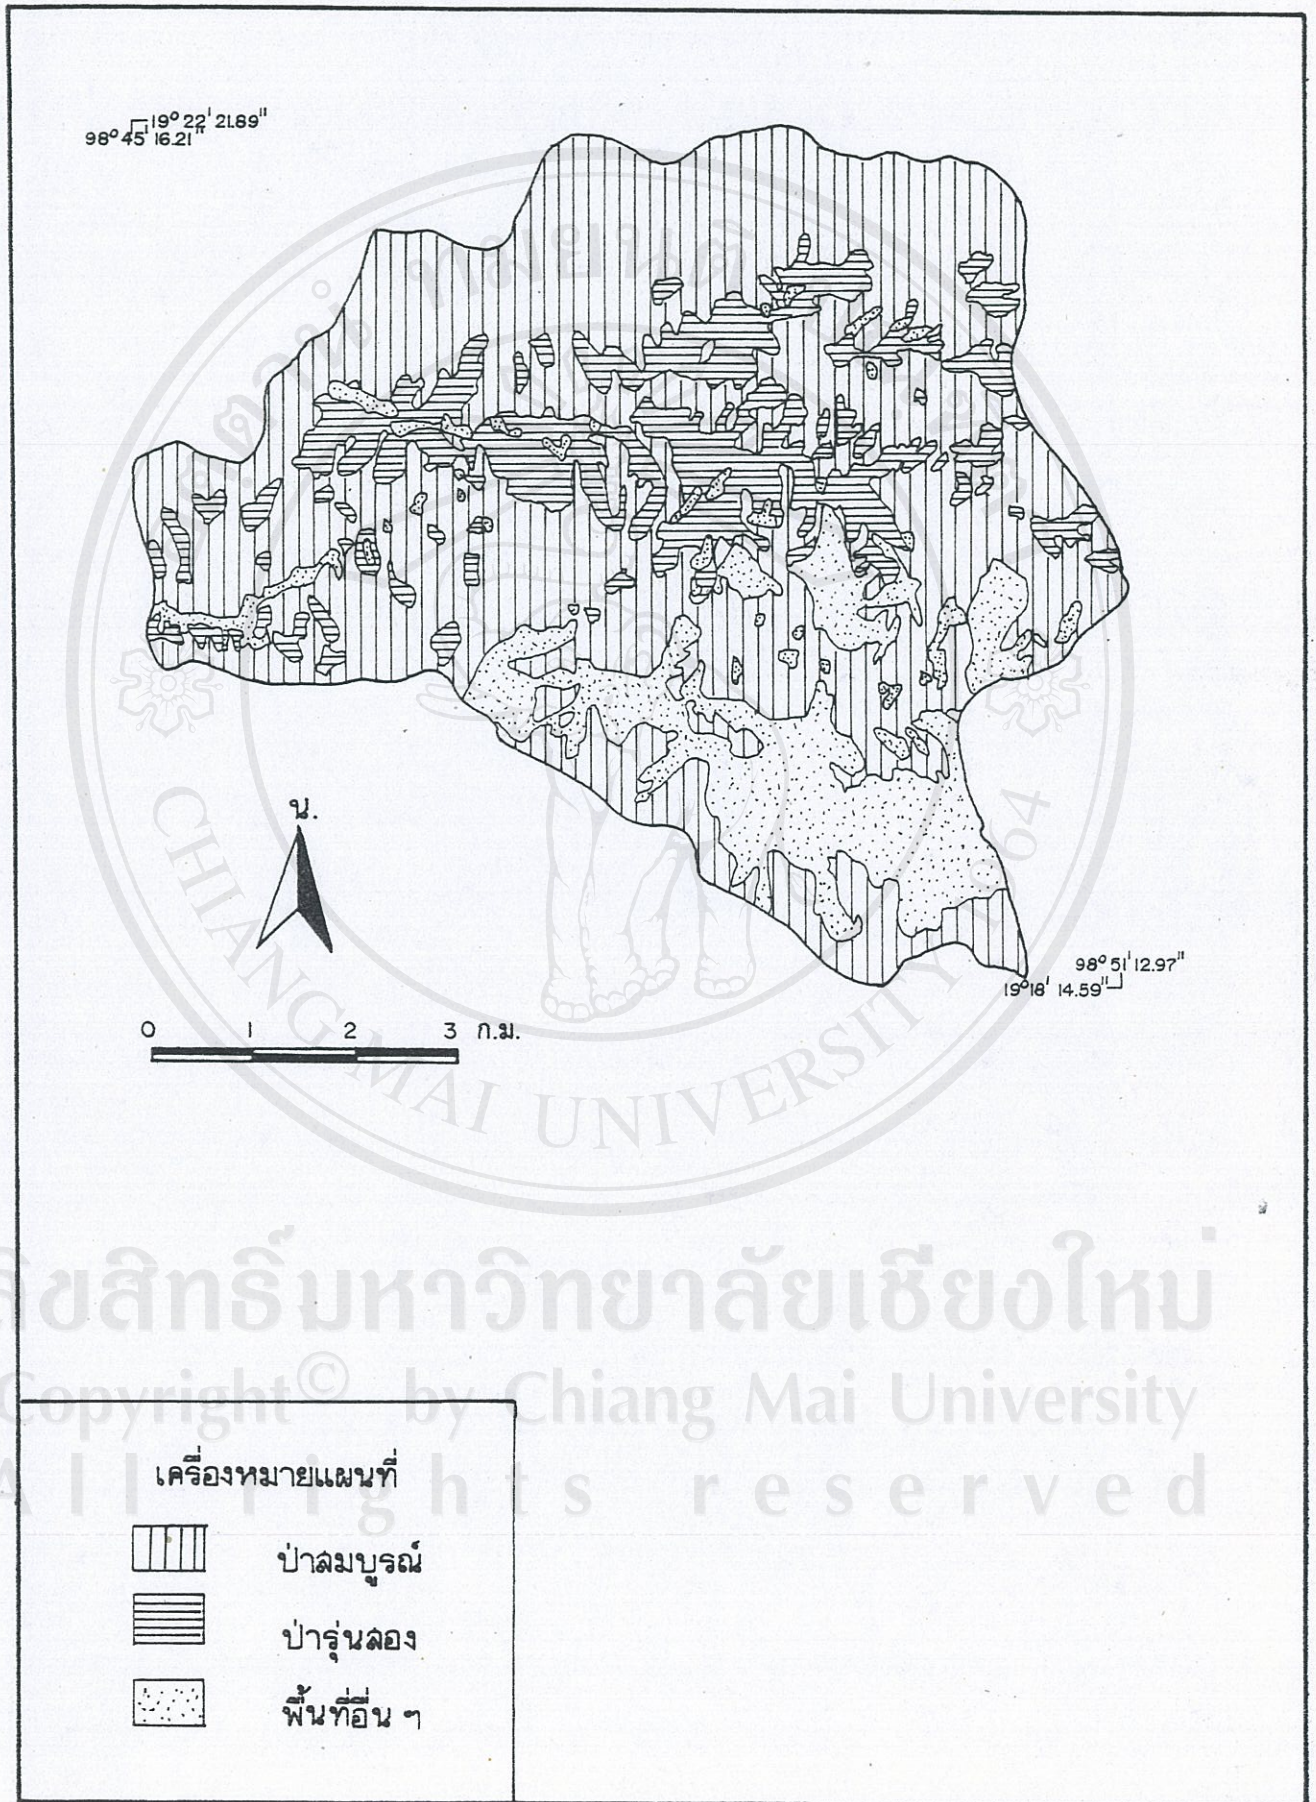 19° 22' 21.89"
98° 45' 16.21"
น.
98° 51' 12.97"
19° 18' 14.59"
0 1 2 3 ก.ม.
CHIANG MAI UNIVERSITY 1964
ลิขสิทธิ์มหาวิทยาลัยเชียงใหม่
Copyright © by Chiang Mai University
All rights reserved
เครื่องหมายแผนที่
ป่าสมบูรณ์
ป่ารุ่นสอง
พื้นที่อื่น ๆ